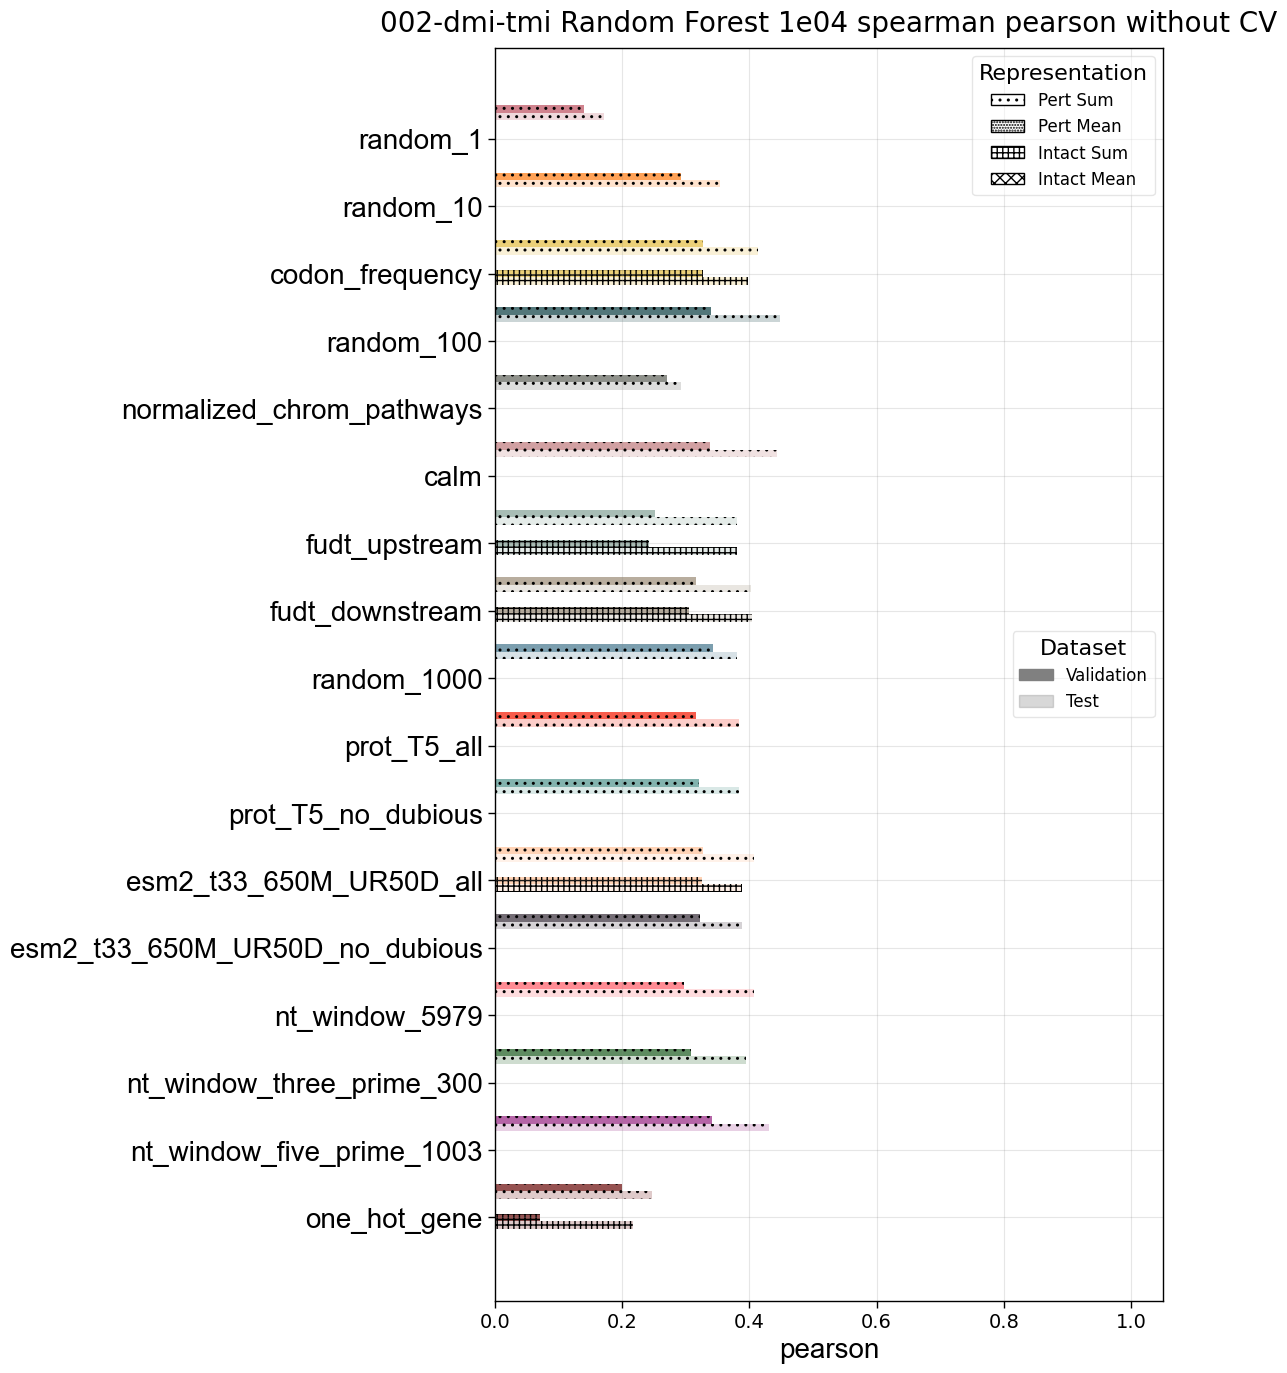 002-dmi-tmi Random Forest 1e04 spearman pearson without CV
Representation
Pert Sum
Pert Mean
Intact Sum
Intact Mean
random_1
random_10
codon_frequency
random_100
normalized_chrom_pathways
calm
fudt_upstream
fudt_downstream
random_1000
Dataset
Validation
Test
prot_T5_all
prot_T5_no_dubious
esm2_t33_650M_UR50D_all
esm2_t33_650M_UR50D_no_dubious
nt_window_5979
nt_window_three_prime_300
nt_window_five_prime_1003
one_hot_gene
0.0 0.2 0.4 0.6 0.8 1.0
pearson